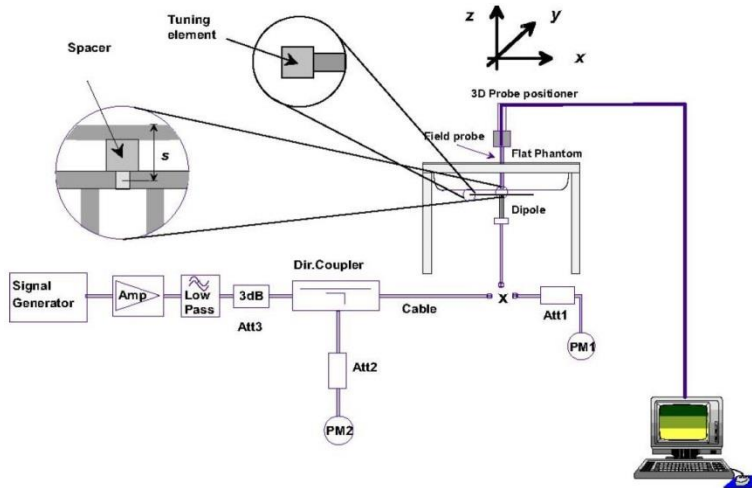 Tuning
element
Spacer
z
y
x
3D Probe positioner
Field probe
Flat Phantom
s
Dipole
Dir.Coupler
Signal
Generator
Amp
Low
Pass
3dB
Att3
Cable
x
Att1
PM1
Att2
PM2